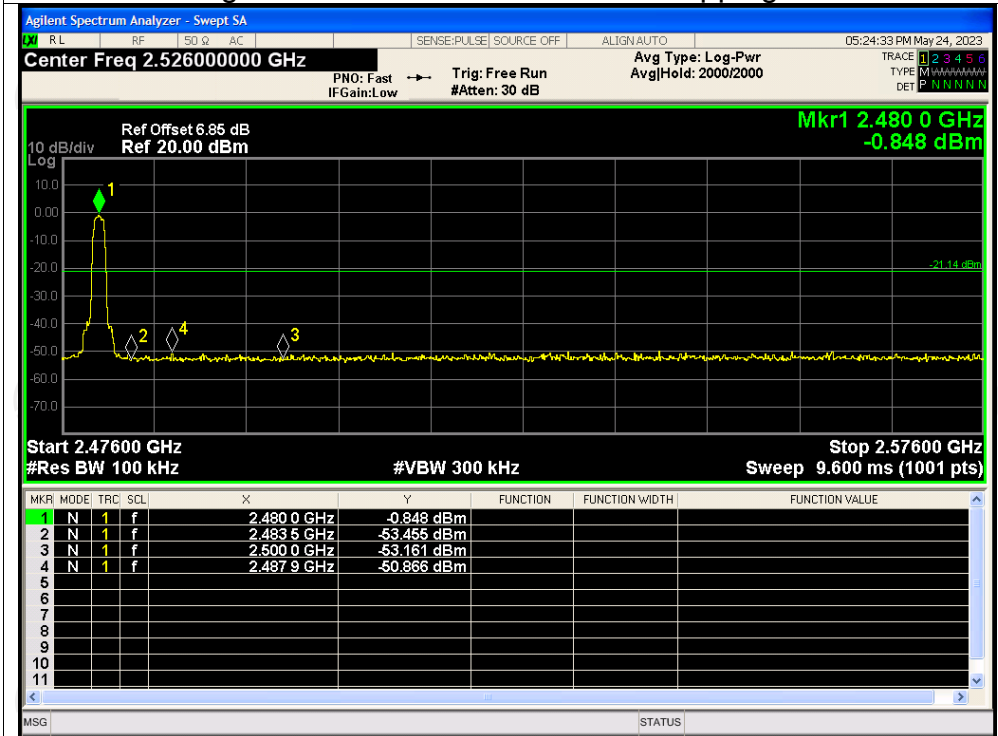 Agilent Spectrum Analyzer - Swept SA
LXI RL RF 50 Ω AC SENSE:PULSE SOURCE OFF ALIGN AUTO 05:24:33 PM May 24, 2023
Center Freq 2.526000000 GHz
PNO: Fast
IFGain:Low
Trig: Free Run
#Atten: 30 dB
Avg Type: Log-Pwr
Avg|Hold: 2000/2000
TRACE 1 2 3 4 5 6
TYPE M
DET P N N N N N
Mkr1 2.480 0 GHz
-0.848 dBm
Ref Offset 6.85 dB
10 dB/div Ref 20.00 dBm
Log
10.0
0.00
-10.0
-20.0
-30.0
-40.0
-50.0
-60.0
-70.0
1
2
4
3
-21.14 dBm
Start 2.47600 GHz Stop 2.57600 GHz
#Res BW 100 kHz #VBW 300 kHz Sweep 9.600 ms (1001 pts)
MKR MODE TRC SCL X Y FUNCTION FUNCTION WIDTH FUNCTION VALUE
1 N 1 f 2.480 0 GHz -0.848 dBm
2 N 1 f 2.483 5 GHz -53.455 dBm
3 N 1 f 2.500 0 GHz -53.161 dBm
4 N 1 f 2.487 9 GHz -50.866 dBm
5
6
7
8
9
10
11
MSG STATUS